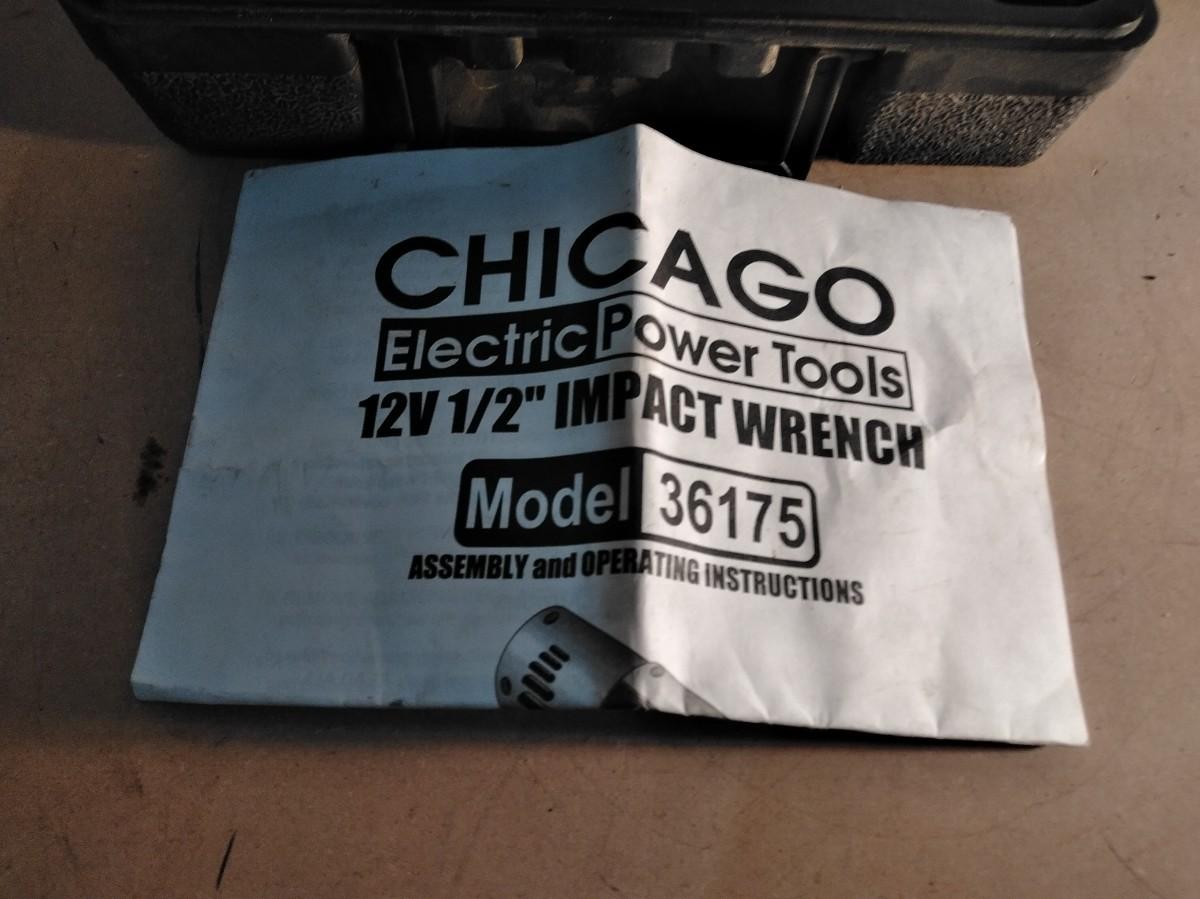 CHICAGO
Electric Power Tools
12V 1/2" IMPACT WRENCH
Model 36175
ASSEMBLY and OPERATING INSTRUCTIONS